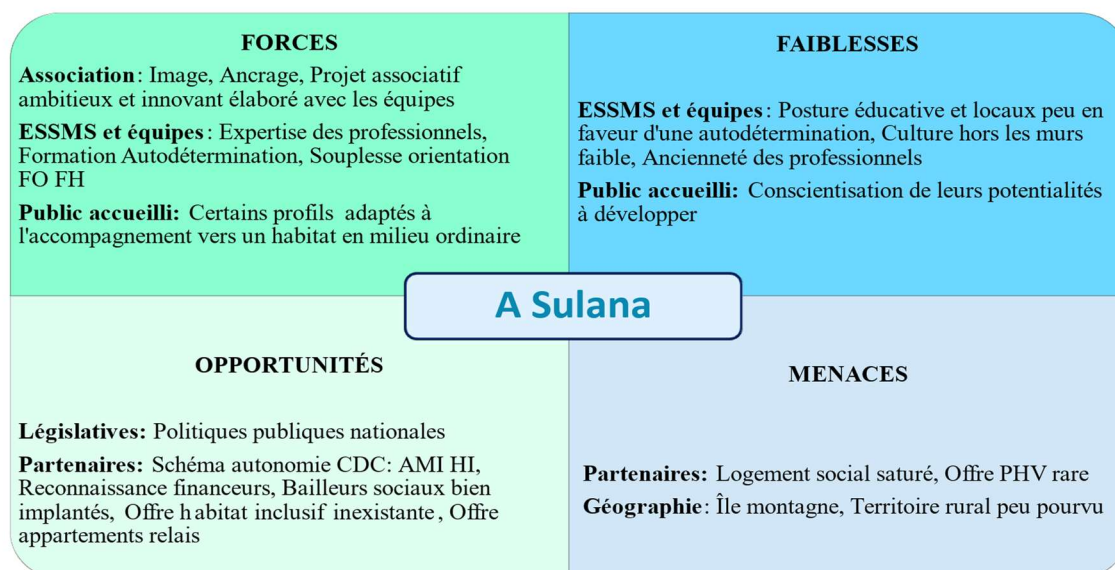 FORCES
Association: Image, Ancrage, Projet associatif
ambitieux et innovant élaboré avec les équipes
ESSMS et équipes: Expertise des professionnels,
Formation Autodétermination, Souplesse orientation
FO FH
Public accueilli: Certains profils adaptés à
l'accompagnement vers un habitat en milieu ordinaire
FAIBLESSES
ESSMS et équipes: Posture éducative et locaux peu en
faveur d'une autodétermination, Culture hors les murs
faible, Ancienneté des professionnels
Public accueilli: Conscientisation de leurs potentialités
à développer
A Sulana
OPPORTUNITÉS
Législatives: Politiques publiques nationales
Partenaires: Schéma autonomie CDC: AMI HI,
Reconnaissance financeurs, Bailleurs sociaux bien
implantés, Offre habitat inclusif inexistante, Offre
appartements relais
MENACES
Partenaires: Logement social saturé, Offre PHV rare
Géographie: Île montagne, Territoire rural peu pourvu